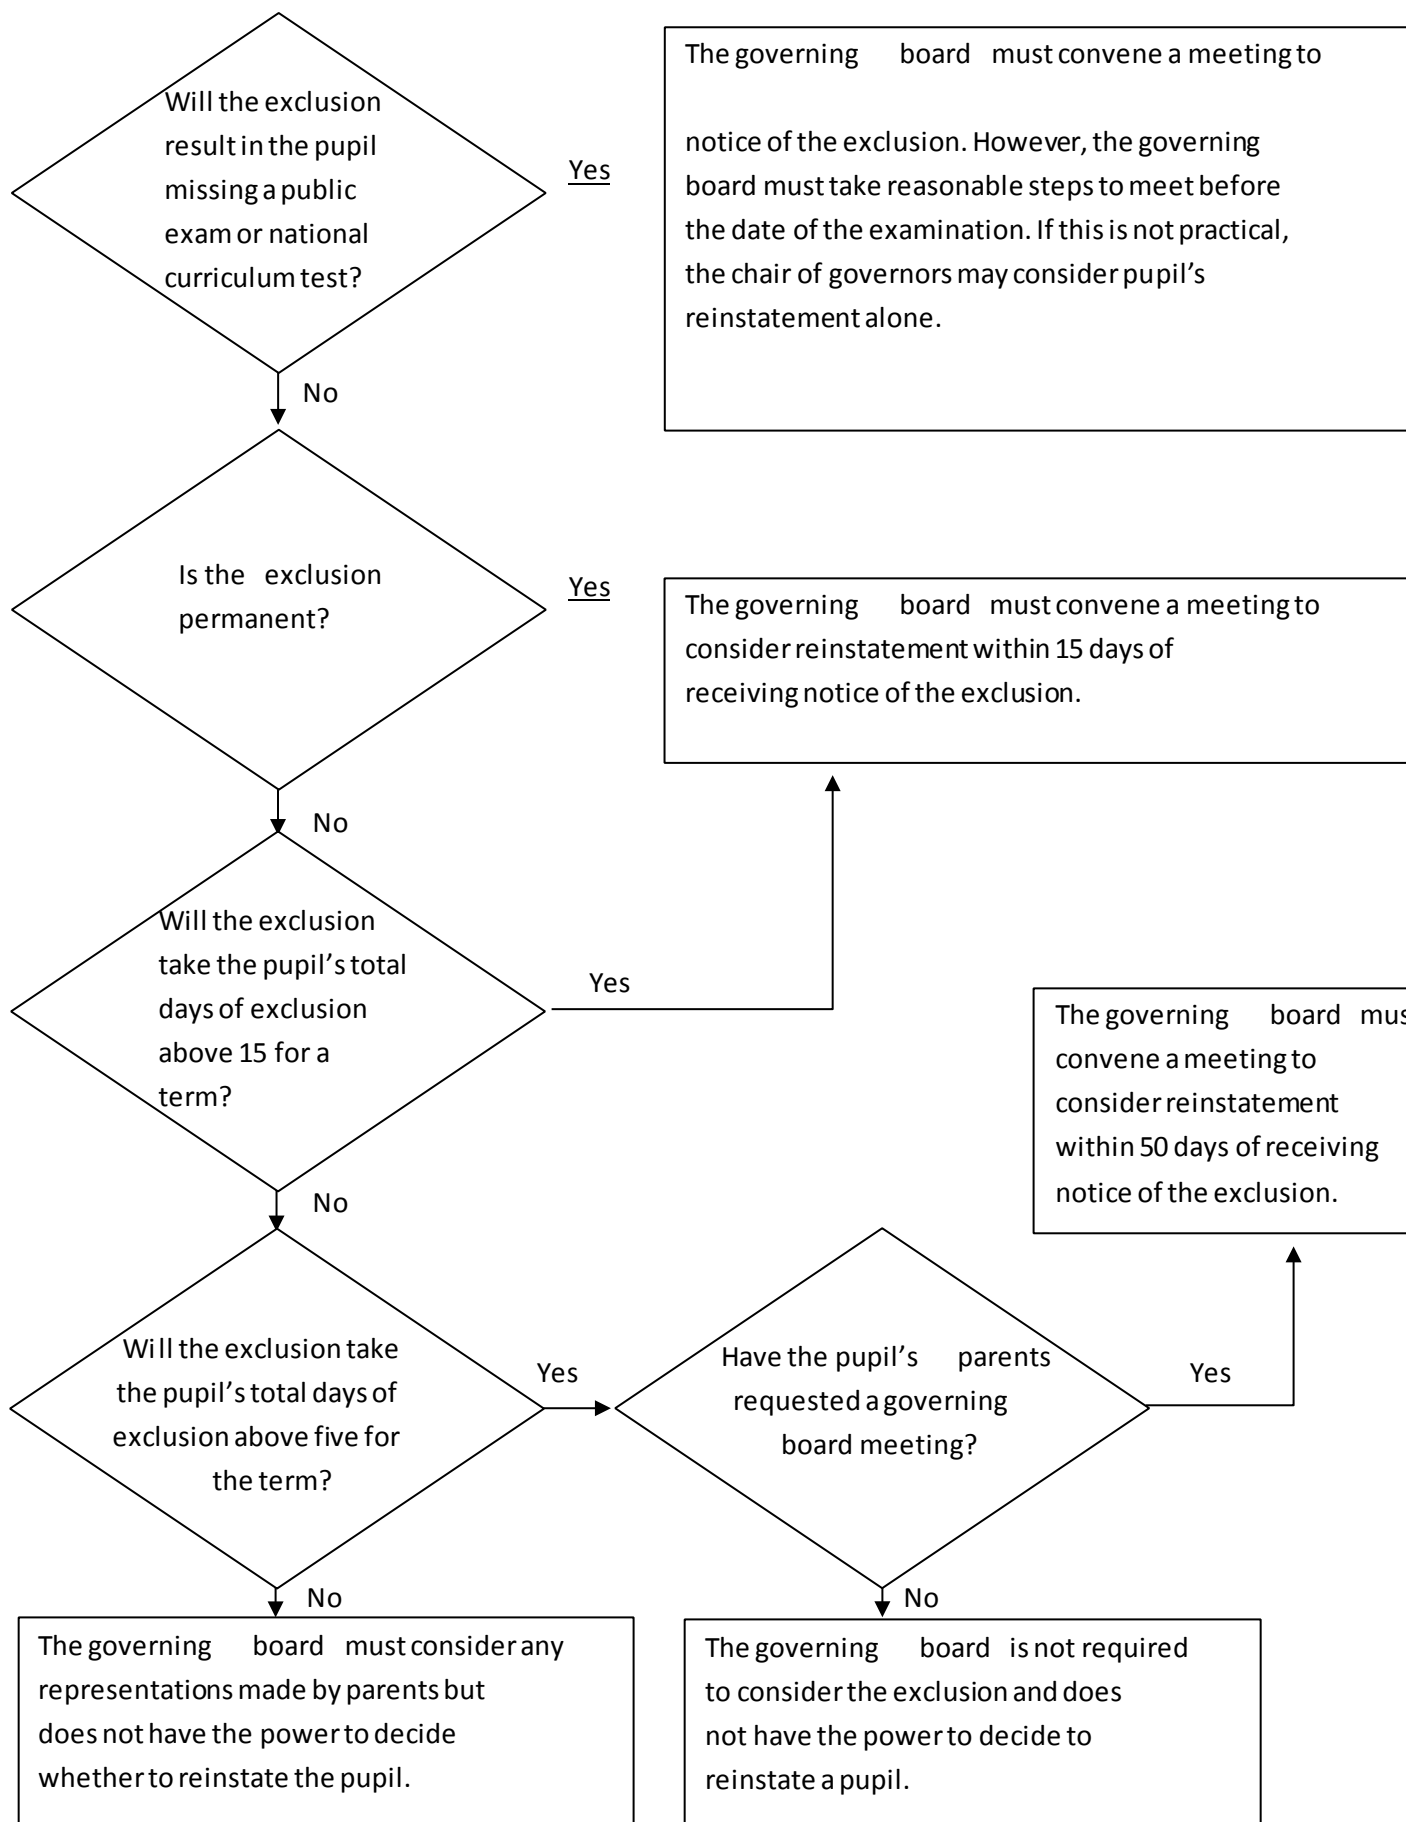 Will the exclusion
result in the pupil
missing a public
exam or national
curriculum test?
Yes
The governing board must convene a meeting to
notice of the exclusion. However, the governing
board must take reasonable steps to meet before
the date of the examination. If this is not practical,
the chair of governors may consider pupil’s
reinstatement alone.
No
Is the exclusion
permanent?
Yes
The governing board must convene a meeting to
consider reinstatement within 15 days of
receiving notice of the exclusion.
No
Will the exclusion
take the pupil’s total
days of exclusion
above 15 for a
term?
Yes
The governing board
convene a meeting to
consider reinstatement
within 50 days of receiving
notice of the exclusion.
No
Will the exclusion take
the pupil’s total days of
exclusion above five for
the term?
Yes
Have the pupil’s parents
requested a governing
board meeting?
Yes
No
The governing board must consider any
representations made by parents but
does not have the power to decide
whether to reinstate the pupil.
No
The governing board is not required
to consider the exclusion and does
not have the power to decide to
reinstate a pupil.